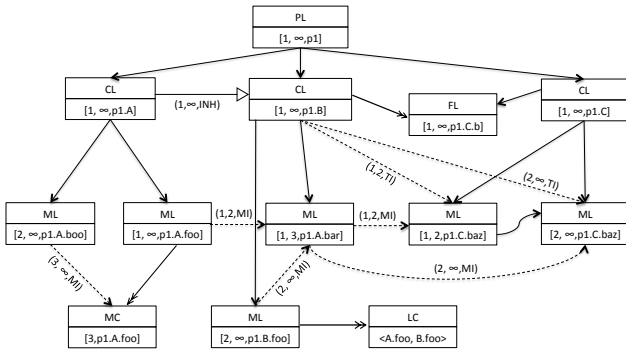 PL
[1, ∞,p1]
CL
[1, ∞,p1.A]
(1,∞,INH)
CL
[1, ∞,p1.B]
FL
[1, ∞,p1.C.b]
CL
[1, ∞,p1.C]
(1,2,TI)
(2,∞,TI)
ML
[2, ∞,p1.A.boo]
ML
[1, ∞,p1.A.foo]
(1,2,MI)
ML
[1, 3,p1.A.bar]
(1,2,MI)
ML
[1, 2,p1.C.baz]
ML
[2, ∞,p1.C.baz]
(3, ∞,MI)
(2, ∞,MI)
(2, ∞,MI)
MC
[3,p1.A.foo]
ML
[2, ∞,p1.B.foo]
LC
<A.foo, B.foo>